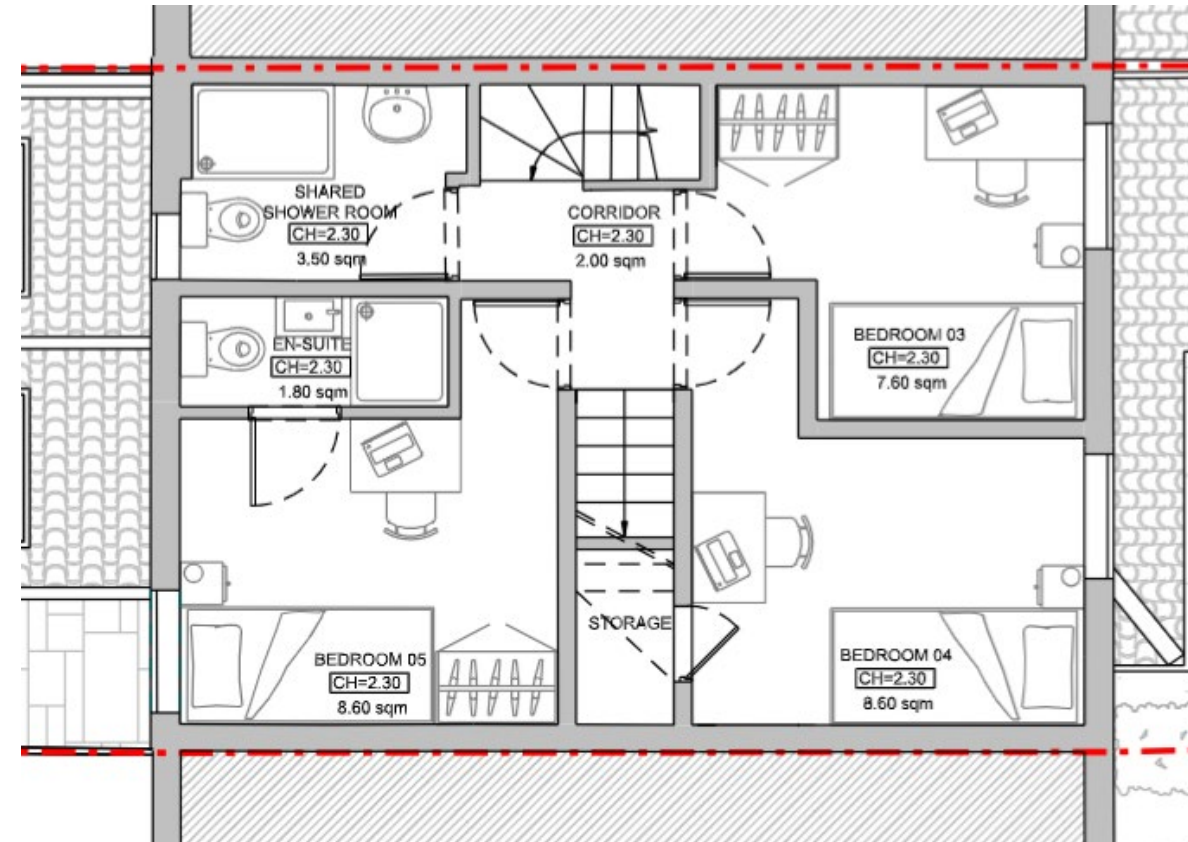 SHARED
SHOWER ROOM
CH=2.30
3.50 sqm
CORRIDOR
CH=2.30
2.00 sqm
EN-SUITE
CH=2.30
1.80 sqm
BEDROOM 03
CH=2.30
7.60 sqm
STORAGE
BEDROOM 05
CH=2.30
8.60 sqm
BEDROOM 04
CH=2.30
8.60 sqm